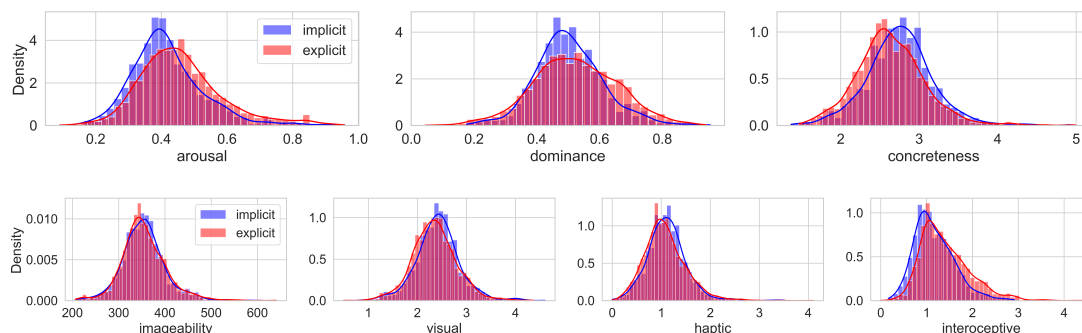 Density
4
2
0
0.2 0.4 0.6 0.8 1.0
arousal
implicit
explicit
4
2
0
0.0 0.2 0.4 0.6 0.8
dominance
1.0
0.5
0.0
2 3 4 5
concreteness
Density
0.010
0.005
0.000
200 300 400 500 600
imageability
implicit
explicit
1.0
0.5
0.0
1 2 3 4
visual
1.0
0.5
0.0
0 1 2 3 4
haptic
1.0
0.5
0.0
0 1 2 3 4
interoceptive